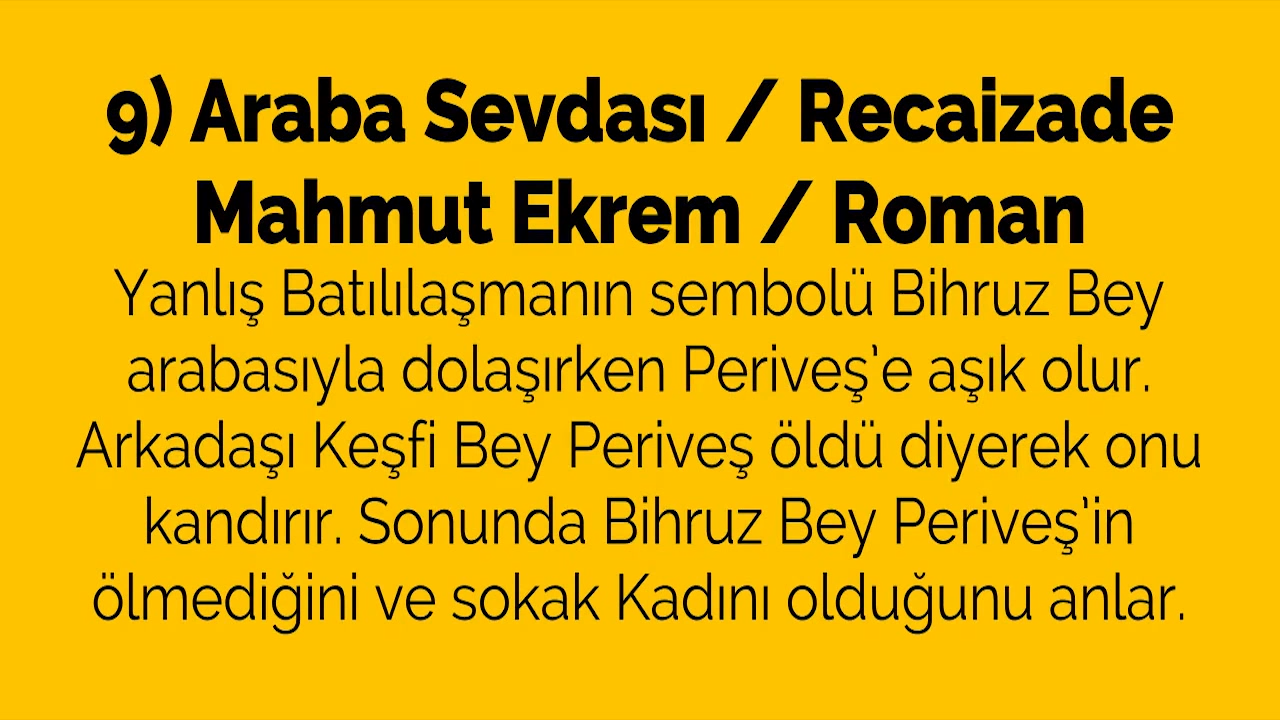 9) Araba Sevdası / Recaizade
Mahmut Ekrem / Roman
Yanlış Batılılaşmanın sembolü Bihruz Bey
arabasıyla dolaşırken Periveş'e aşık olur.
Arkadaşı Keşfi Bey Periveş öldü diyerek onu
kandırır. Sonunda Bihruz Bey Periveş'in
ölmediğini ve sokak Kadını olduğunu anlar.